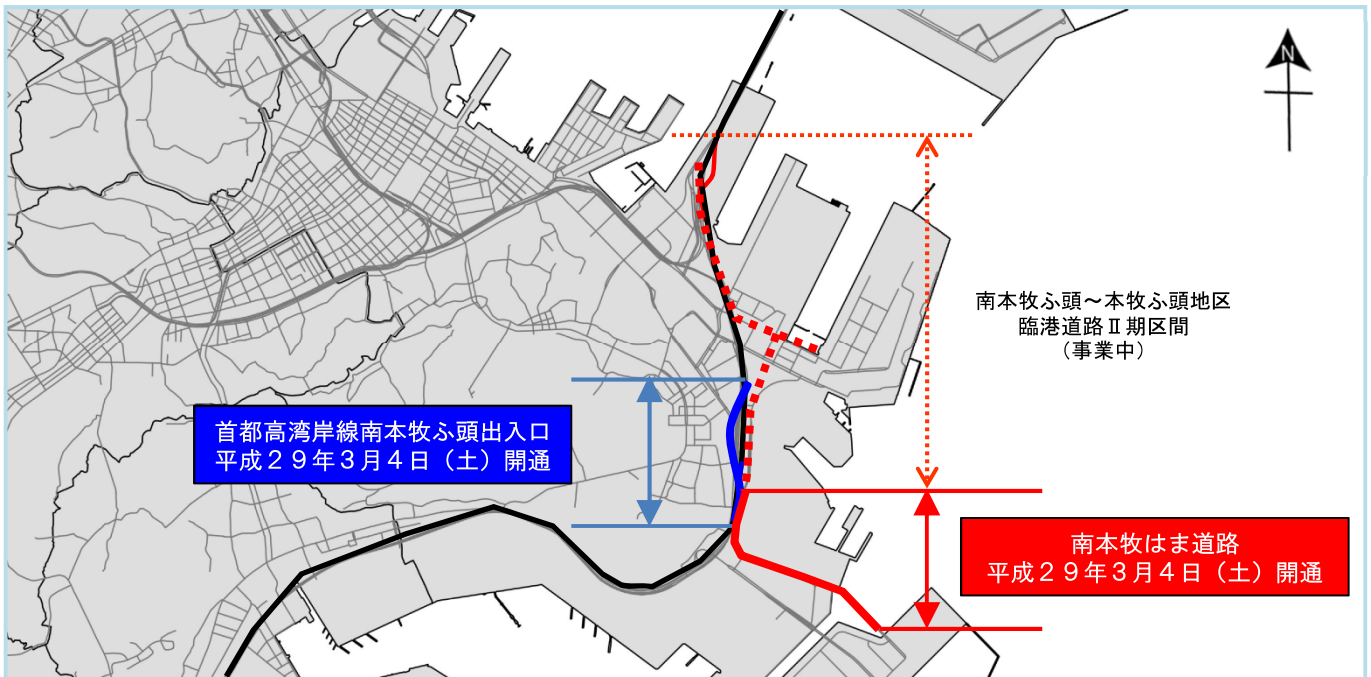 N
南本牧ふ頭～本牧ふ頭地区
臨港道路Ⅱ期区間
（事業中）
首都高湾岸線南本牧ふ頭出入口
平成２９年３月４日（土）開通
南本牧はま道路
平成２９年３月４日（土）開通